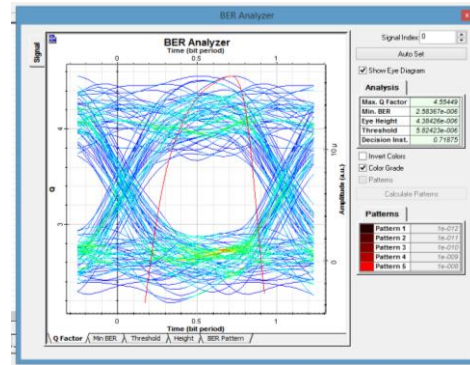 BER Analyzer
Signal
BER Analyzer
Time (bit period)
0 0.5 1
Q
4
3
Amplitude (a.u.)
10 u
0
0 0.5 1
Time (bit period)
Q Factor Min BER Threshold Height BER Pattern
Signal Index: 0
Auto Set
Show Eye Diagram
Analysis
Max. Q Factor 4.55449
Min. BER 2.58367e-006
Eye Height 4.38426e-006
Threshold 5.82423e-006
Decision Inst. 0.71875
Invert Colors
Color Grade
Patterns
Calculate Patterns
Patterns
Pattern 1 1e-012
Pattern 2 1e-011
Pattern 3 1e-010
Pattern 4 1e-009
Pattern 5 1e-008